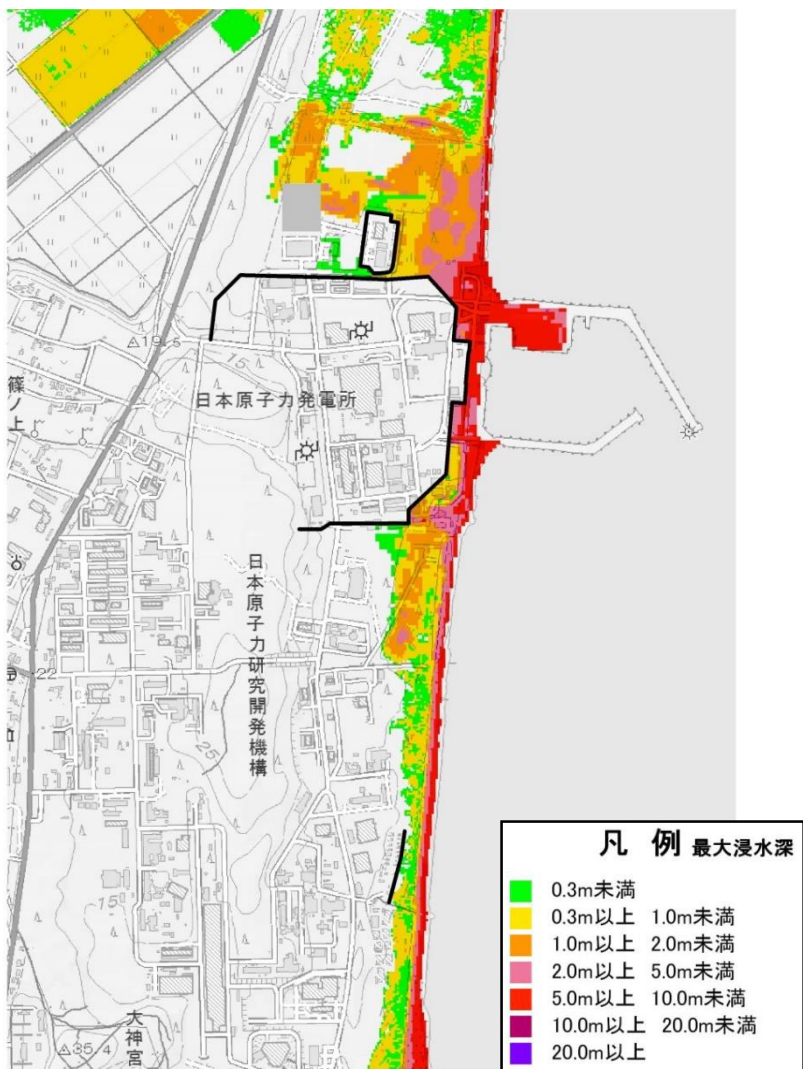 △19.5
15
日本原子力発電所
篠ノ上
日本原子力研究開発機構
22
25
15
大神宮
△35.4
凡 例 最大浸水深
0.3m未満
0.3m以上 1.0m未満
1.0m以上 2.0m未満
2.0m以上 5.0m未満
5.0m以上 10.0m未満
10.0m以上 20.0m未満
20.0m以上